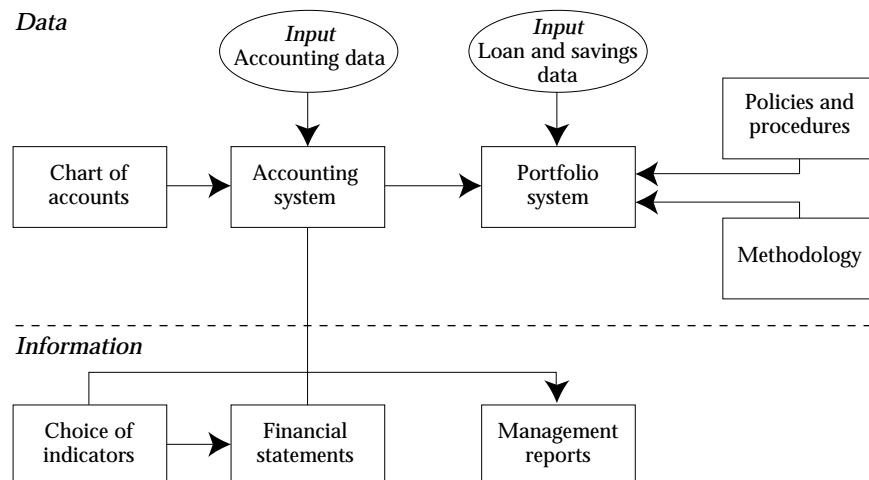 Data
Input
Accounting data
Input
Loan and savings
data
Policies and
procedures
Chart of
accounts
Accounting
system
Portfolio
system
Methodology
Information
Choice of
indicators
Financial
statements
Management
reports